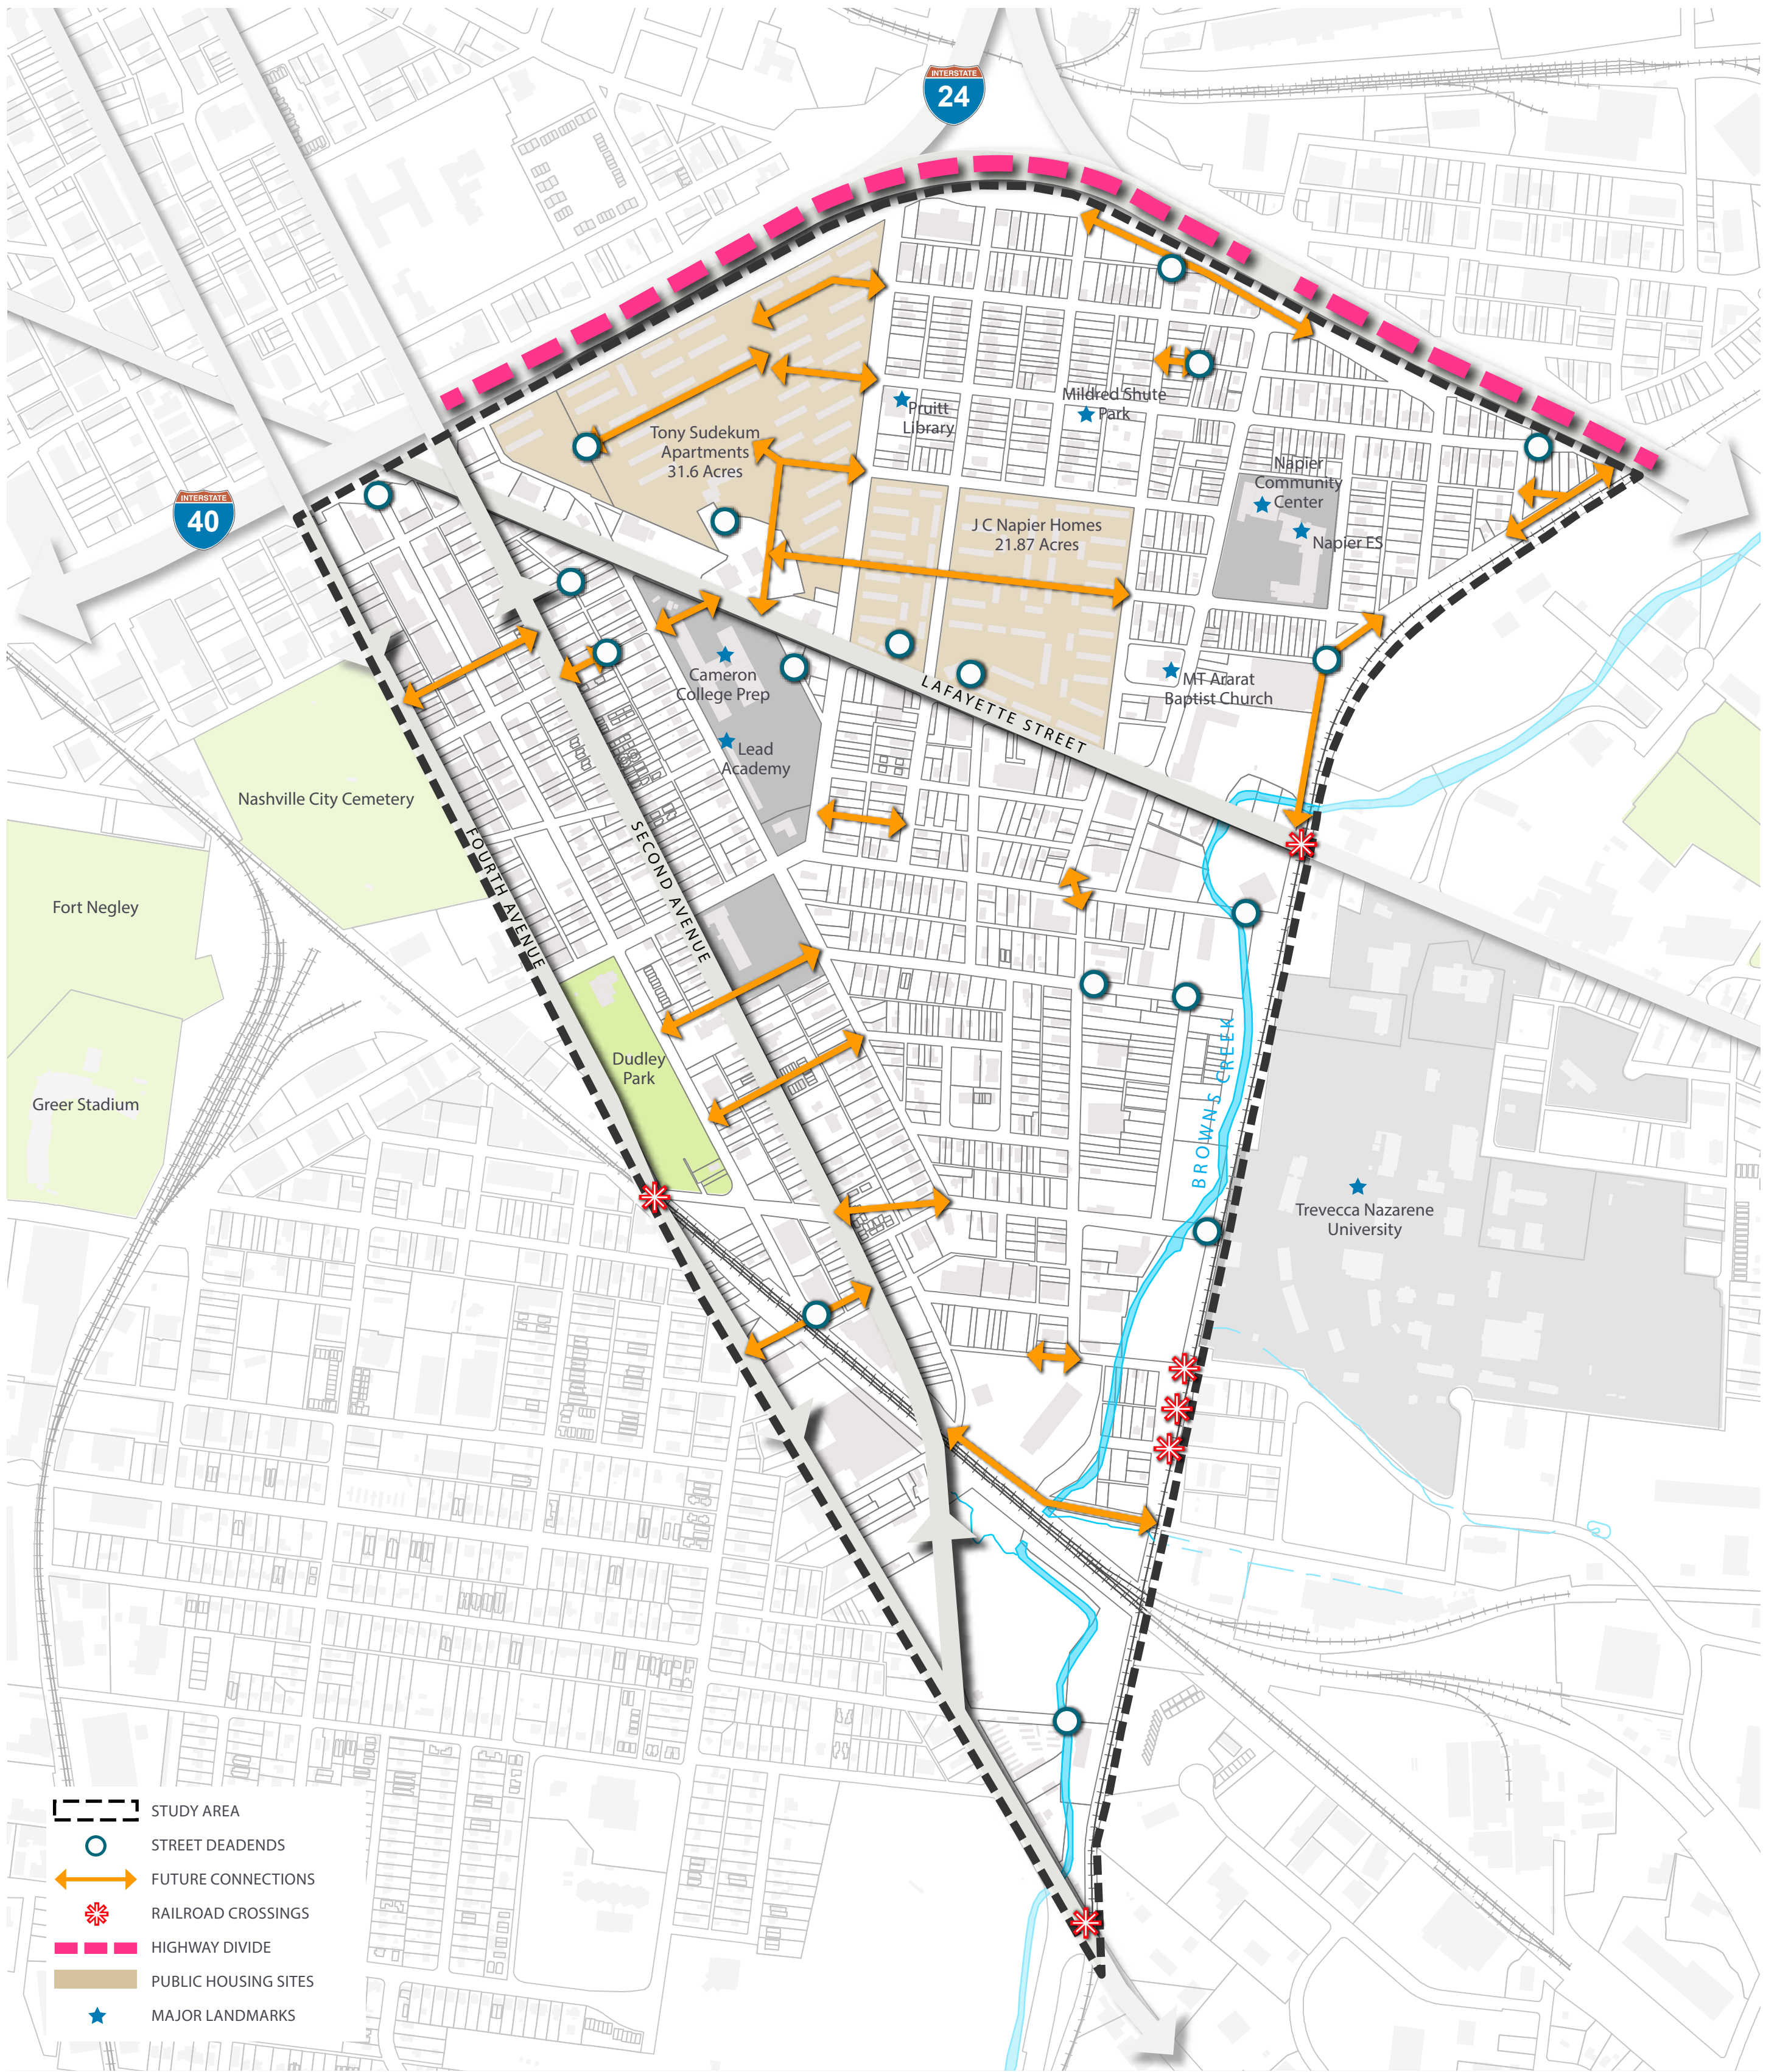 INTERSTATE
24
Pruitt
Library
Mildred Shute
Park
Tony Sudekum
Apartments
31.6 Acres
Napier
Community
Center
INTERSTATE
40
J C Napier Homes
21.87 Acres
Napier ES
Cameron
College Prep
MT Ararat
Baptist Church
LAFAYETTE STREET
Lead
Academy
Nashville City Cemetery
FOURTH AVENUE
SECOND AVENUE
Fort Negley
Dudley
Park
Greer Stadium
BROWNS CREEK
Trevecca Nazarene
University
STUDY AREA
STREET DEADENDS
FUTURE CONNECTIONS
RAILROAD CROSSINGS
HIGHWAY DIVIDE
PUBLIC HOUSING SITES
MAJOR LANDMARKS